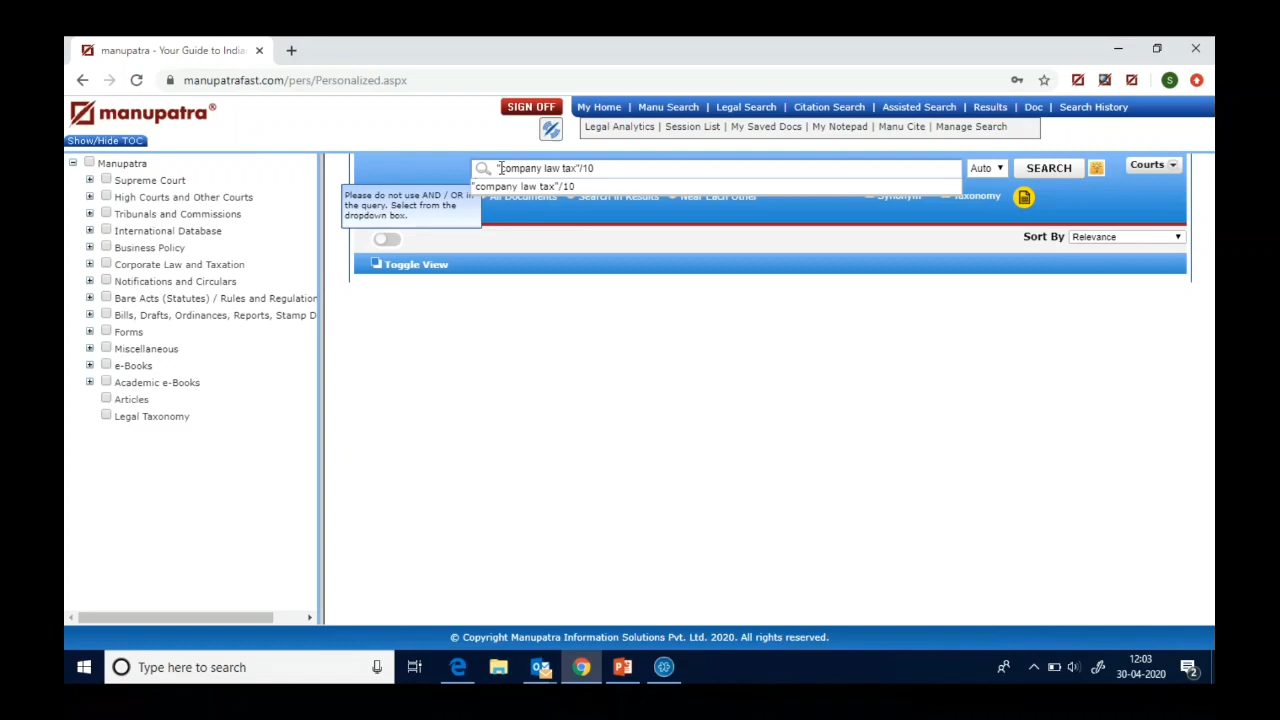 manupatra - Your Guide to India
manupatrafast.com/pers/Personalized.aspx
S
manupatra®
SIGN OFF
My Home | Manu Search | Legal Search | Citation Search | Assisted Search | Results | Doc | Search History
Legal Analytics | Session List | My Saved Docs | My Notepad | Manu Cite | Manage Search
Show/Hide TOC
Manupatra
Supreme Court
High Courts and Other Courts
Tribunals and Commissions
International Database
Business Policy
Corporate Law and Taxation
Notifications and Circulars
Bare Acts (Statutes) / Rules and Regulation
Bills, Drafts, Ordinances, Reports, Stamp D
Forms
Miscellaneous
e-Books
Academic e-Books
Articles
Legal Taxonomy
"company law tax"/10
Auto
SEARCH
Courts
"company law tax"/10
Please do not use AND / OR in
the query. Select from the
dropdown box.
All Documents
Search In Results
Near Each Other
Synonym
Taxonomy
Sort By
Relevance
Toggle View
© Copyright Manupatra Information Solutions Pvt. Ltd. 2020. All rights reserved.
Type here to search
12:03
30-04-2020
2